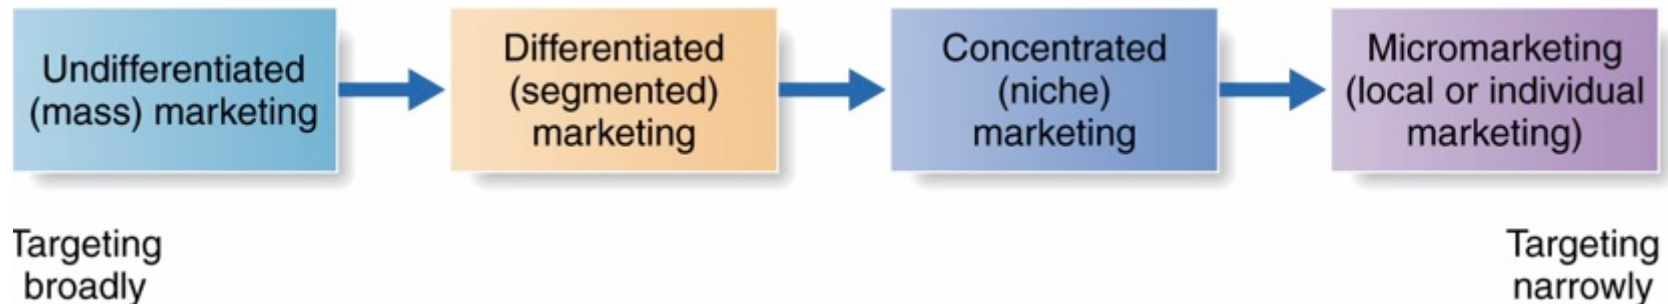 Undifferentiated
(mass) marketing
Differentiated
(segmented)
marketing
Concentrated
(niche)
marketing
Micromarketing
(local or individual
marketing)
Targeting
broadly
Targeting
narrowly